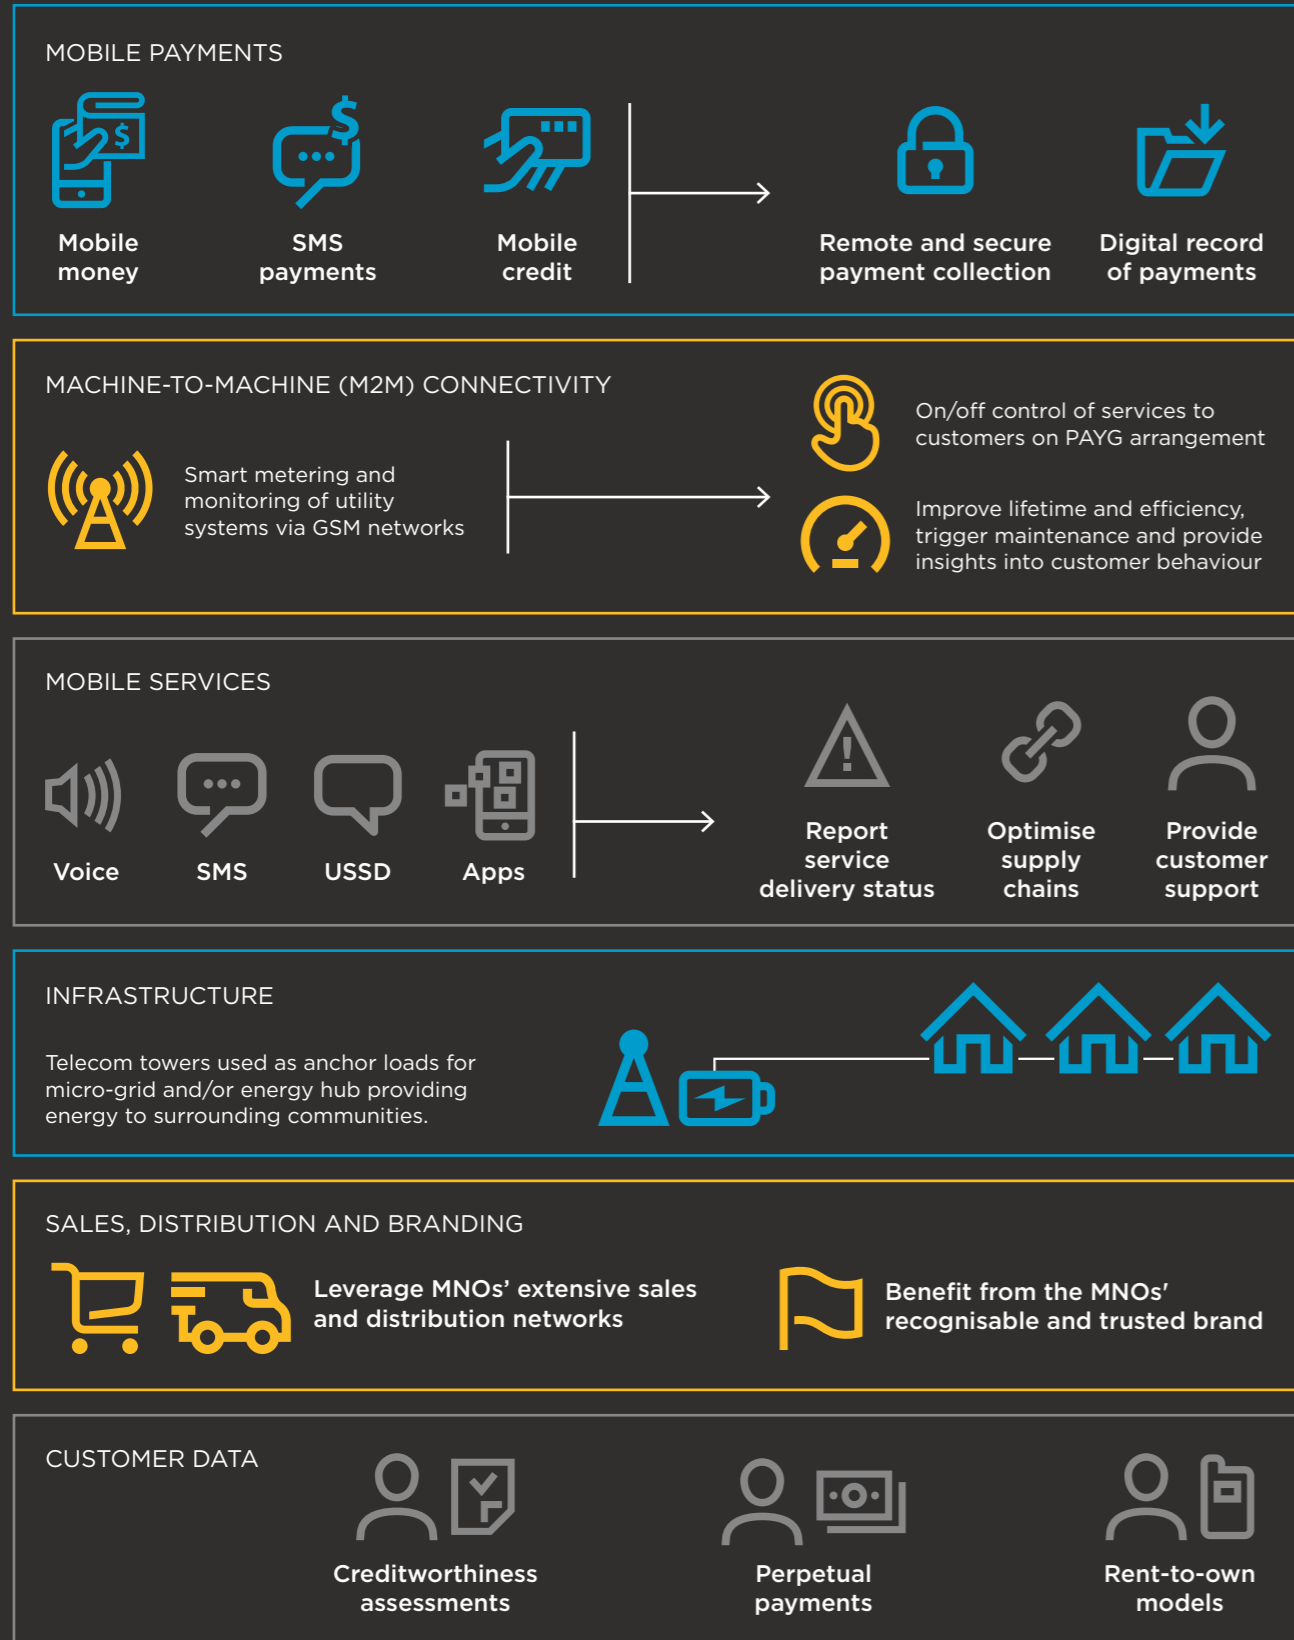 MOBILE PAYMENTS
Mobile
money
SMS
payments
Mobile
credit
Remote and secure
payment collection
Digital record
of payments
MACHINE-TO-MACHINE (M2M) CONNECTIVITY
Smart metering and
monitoring of utility
systems via GSM networks
On/off control of services to
customers on PAYG arrangement
Improve lifetime and efficiency,
trigger maintenance and provide
insights into customer behaviour
MOBILE SERVICES
Voice
SMS
USSD
Apps
Report
service
delivery status
Optimise
supply
chains
Provide
customer
support
INFRASTRUCTURE
Telecom towers used as anchor loads for
micro-grid and/or energy hub providing
energy to surrounding communities.
SALES, DISTRIBUTION AND BRANDING
Leverage MNOs’ extensive sales
and distribution networks
Benefit from the MNOs'
recognisable and trusted brand
CUSTOMER DATA
Creditworthiness
assessments
Perpetual
payments
Rent-to-own
models